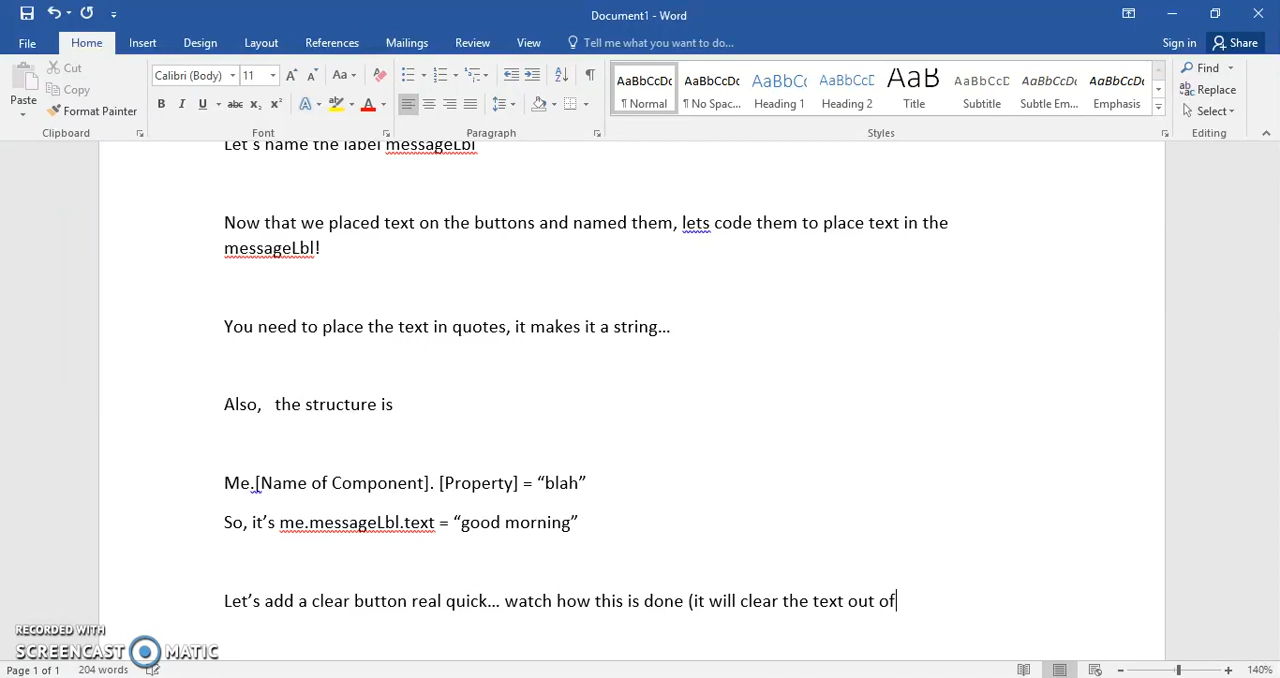 Document1 - Word
File
Home
Insert
Design
Layout
References
Mailings
Review
View
Tell me what you want to do...
Sign in
Share
Paste
Cut
Copy
Format Painter
Clipboard
Calibri (Body)
11
Aa
Font
Paragraph
AaBbCcDc
¶ Normal
AaBbCcDc
¶ No Spac...
AaBbCc
Heading 1
AaBbCcE
Heading 2
AaB
Title
AaBbCcD
Subtitle
AaBbCcDc
Subtle Em...
AaBbCcDc
Emphasis
Styles
Find
Replace
Select
Editing
Let's name the label messageLbl
Now that we placed text on the buttons and named them, lets code them to place text in the
messageLbl!
You need to place the text in quotes, it makes it a string…
Also,   the structure is
Me.[Name of Component]. [Property] = “blah”
So, it’s me.messageLbl.text = “good morning”
Let’s add a clear button real quick… watch how this is done (it will clear the text out of
RECORDED WITH
SCREENCAST MATIC
Page 1 of 1
204 words
140%